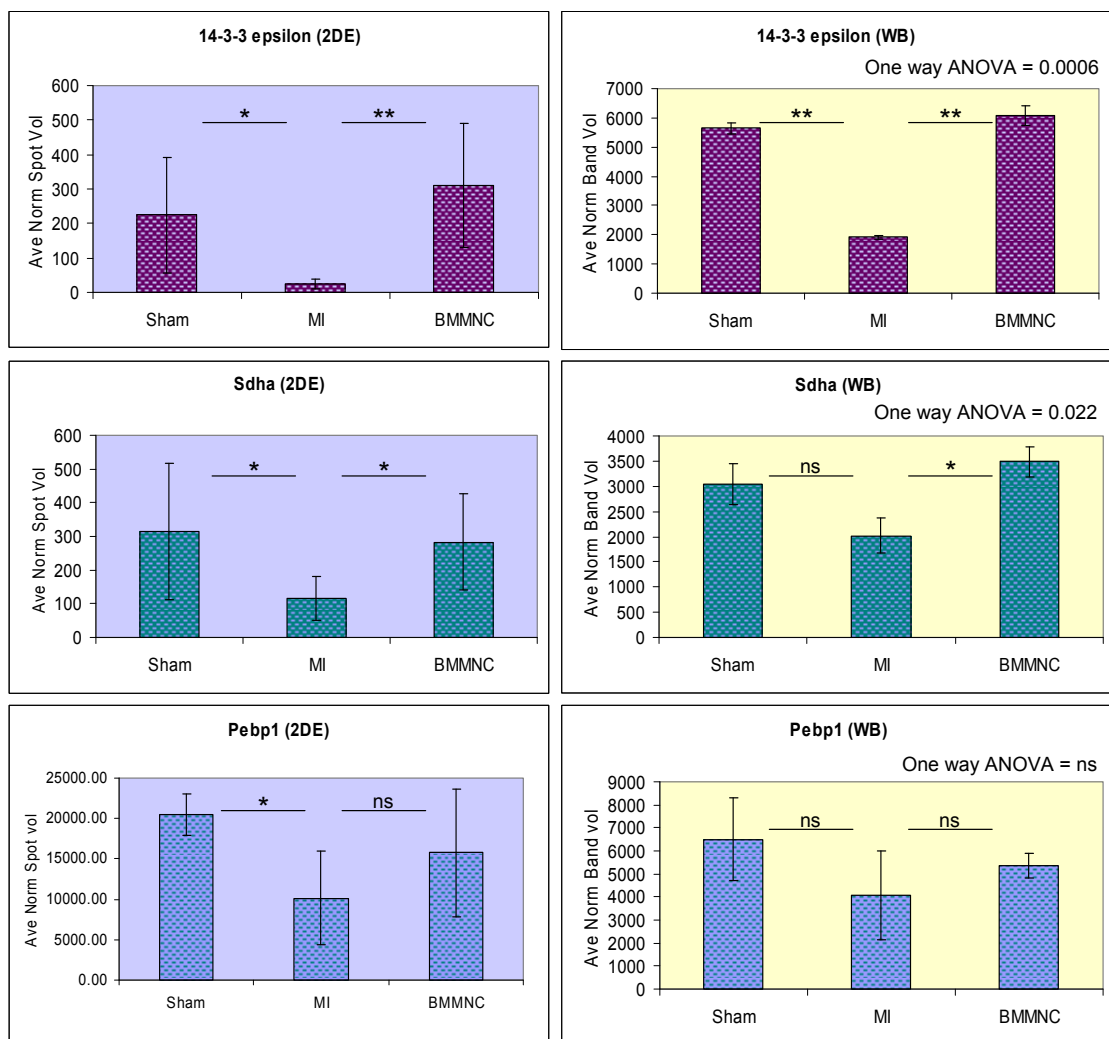 14-3-3 epsilon (2DE)
Ave Norm Spot Vol
600
500
400
300
200
100
0
*
**
Sham
MI
BMMNC
14-3-3 epsilon (WB)
One way ANOVA = 0.0006
Ave Norm Band Vol
7000
6000
5000
4000
3000
2000
1000
0
**
**
Sham
MI
BMMNC
Sdha (2DE)
Ave Norm Spot Vol
600
500
400
300
200
100
0
*
*
Sham
MI
BMMNC
Sdha (WB)
One way ANOVA = 0.022
Ave Norm Band Vol
4000
3500
3000
2500
2000
1500
1000
500
0
ns
*
Sham
MI
BMMNC
Pebp1 (2DE)
Ave Norm Spot vol
25000.00
20000.00
15000.00
10000.00
5000.00
0.00
*
ns
Sham
MI
BMMNC
Pebp1 (WB)
One way ANOVA = ns
Ave Norm Band vol
9000
8000
7000
6000
5000
4000
3000
2000
1000
0
ns
ns
Sham
MI
BMMNC